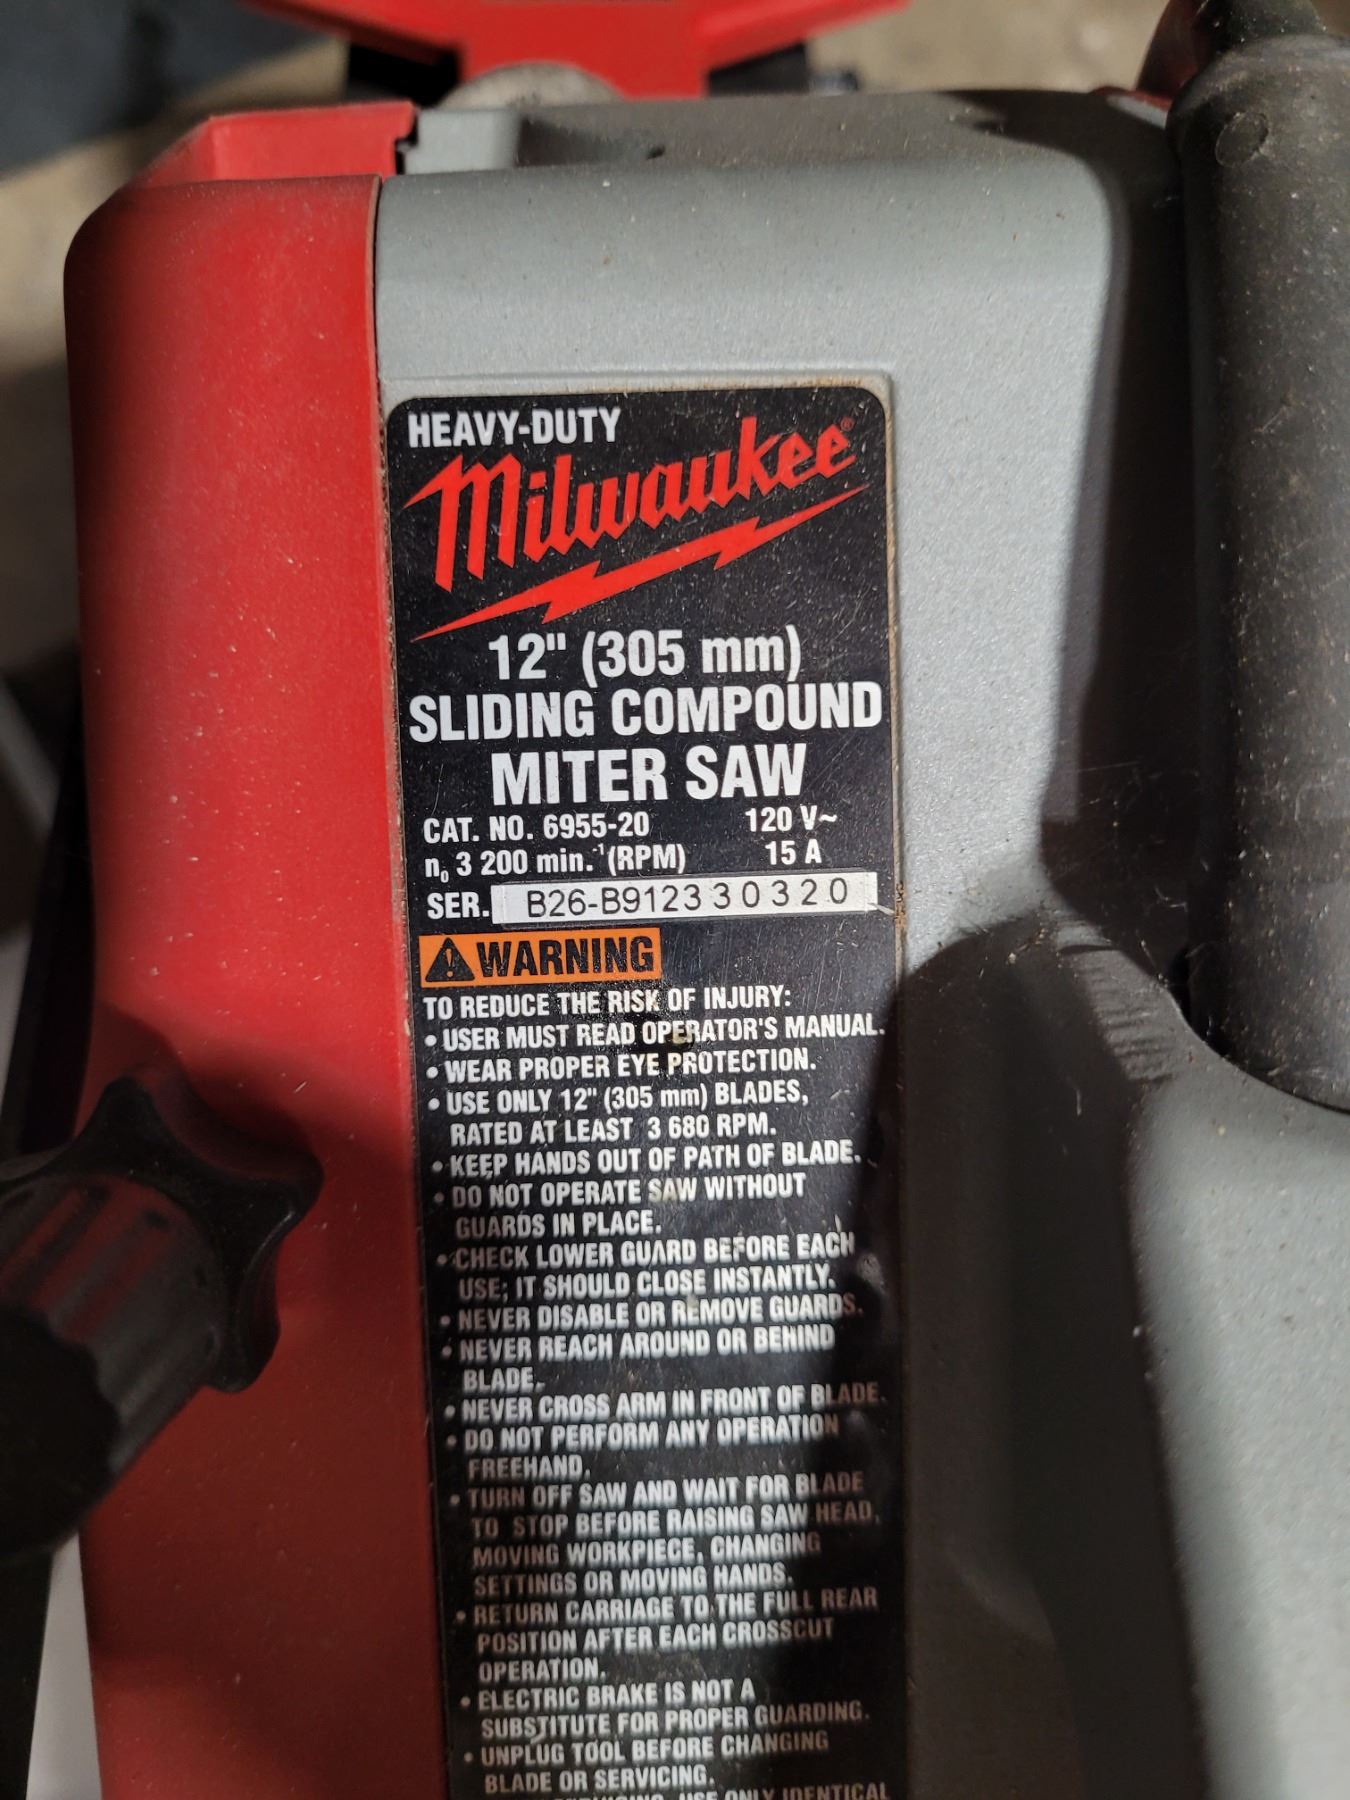 HEAVY-DUTY
Milwaukee®
12" (305 mm)
SLIDING COMPOUND
MITER SAW
CAT. NO. 6955-20 120 V~
n₀ 3 200 min.⁻¹ (RPM) 15 A
SER. B26-B912330320
⚠ WARNING
TO REDUCE THE RISK OF INJURY:
• USER MUST READ OPERATOR'S MANUAL.
• WEAR PROPER EYE PROTECTION.
• USE ONLY 12" (305 mm) BLADES,
RATED AT LEAST 3 680 RPM.
• KEEP HANDS OUT OF PATH OF BLADE.
• DO NOT OPERATE SAW WITHOUT
GUARDS IN PLACE.
• CHECK LOWER GUARD BEFORE EACH
USE; IT SHOULD CLOSE INSTANTLY.
• NEVER DISABLE OR REMOVE GUARDS.
• NEVER REACH AROUND OR BEHIND
BLADE.
• NEVER CROSS ARM IN FRONT OF BLADE.
• DO NOT PERFORM ANY OPERATION
FREEHAND.
• TURN OFF SAW AND WAIT FOR BLADE
TO STOP BEFORE RAISING SAW HEAD,
MOVING WORKPIECE, CHANGING
SETTINGS OR MOVING HANDS.
• RETURN CARRIAGE TO THE FULL REAR
POSITION AFTER EACH CROSSCUT
OPERATION.
• ELECTRIC BRAKE IS NOT A
SUBSTITUTE FOR PROPER GUARDING.
• UNPLUG TOOL BEFORE CHANGING
BLADE OR SERVICING.
USE ONLY IDENTICAL